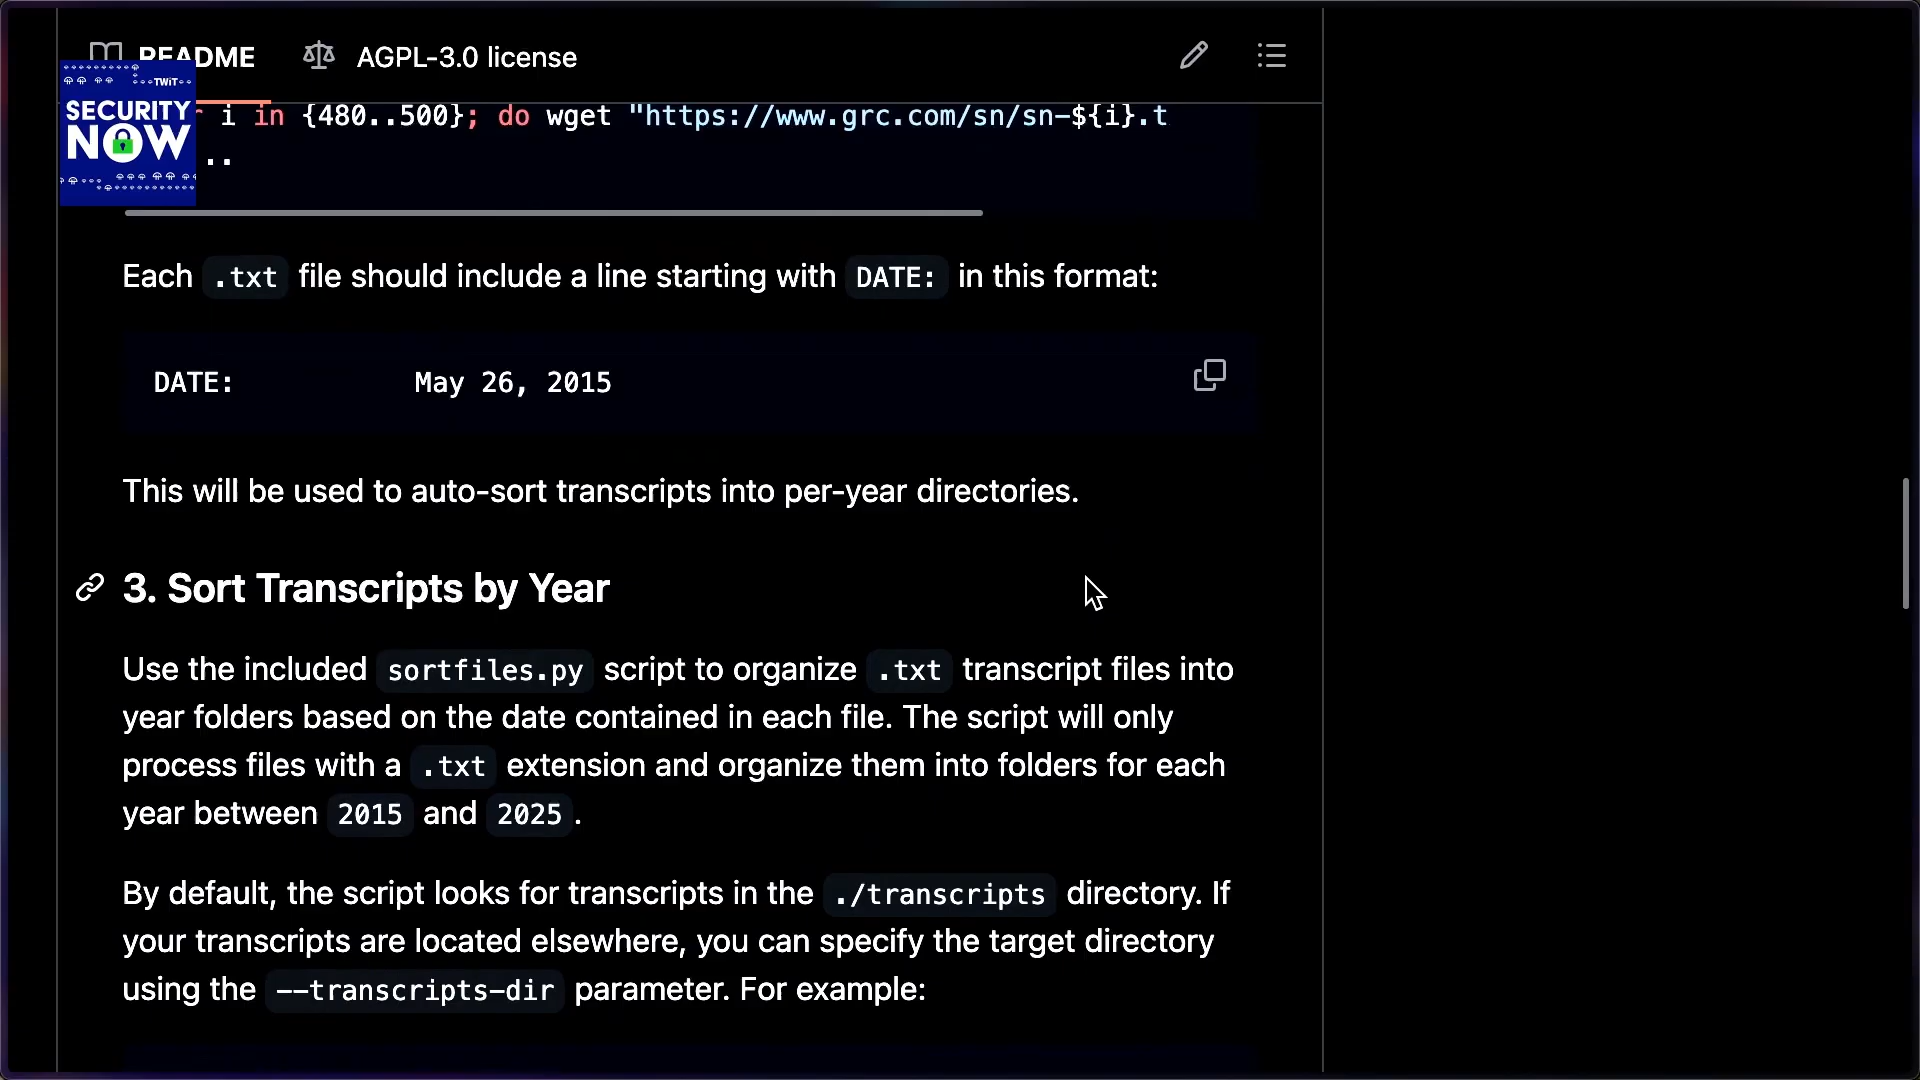 README AGPL-3.0 license
TWiT
SECURITY
NOW
i in {480..500}; do wget "https://www.grc.com/sn/sn-${i}.t
..
Each .txt file should include a line starting with DATE: in this format:
DATE: May 26, 2015
This will be used to auto-sort transcripts into per-year directories.
3. Sort Transcripts by Year
Use the included sortfiles.py script to organize .txt transcript files into
year folders based on the date contained in each file. The script will only
process files with a .txt extension and organize them into folders for each
year between 2015 and 2025.
By default, the script looks for transcripts in the ./transcripts directory. If
your transcripts are located elsewhere, you can specify the target directory
using the --transcripts-dir parameter. For example: